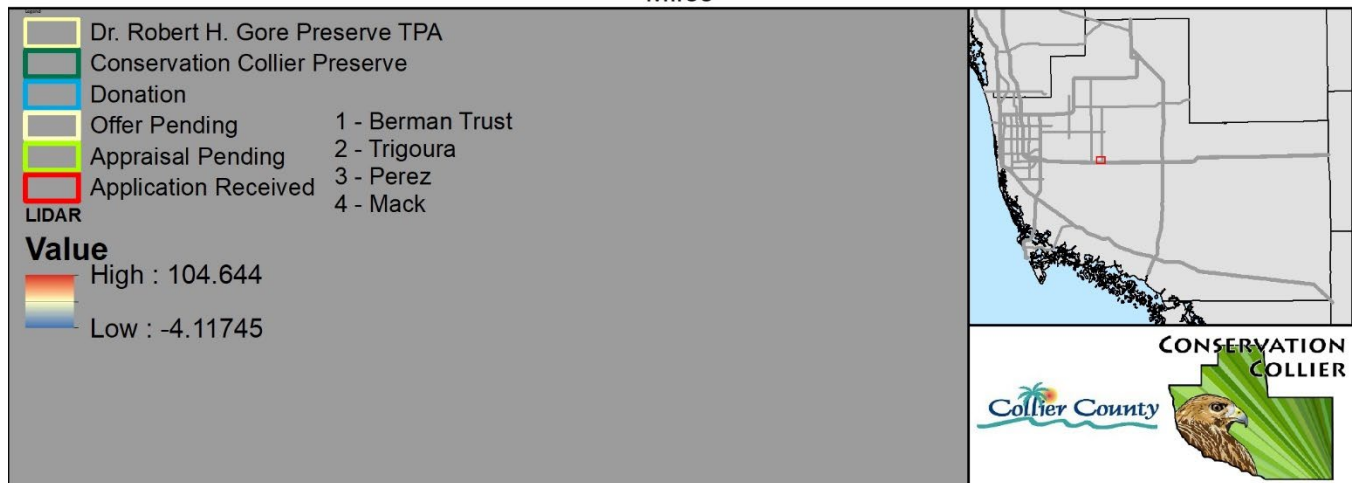 Legend
Dr. Robert H. Gore Preserve TPA
Conservation Collier Preserve
Donation
Offer Pending
Appraisal Pending
Application Received
1 - Berman Trust
2 - Trigoura
3 - Perez
4 - Mack
LIDAR
Value
High : 104.644
Low : -4.11745
CONSERVATION
COLLIER
Collier County